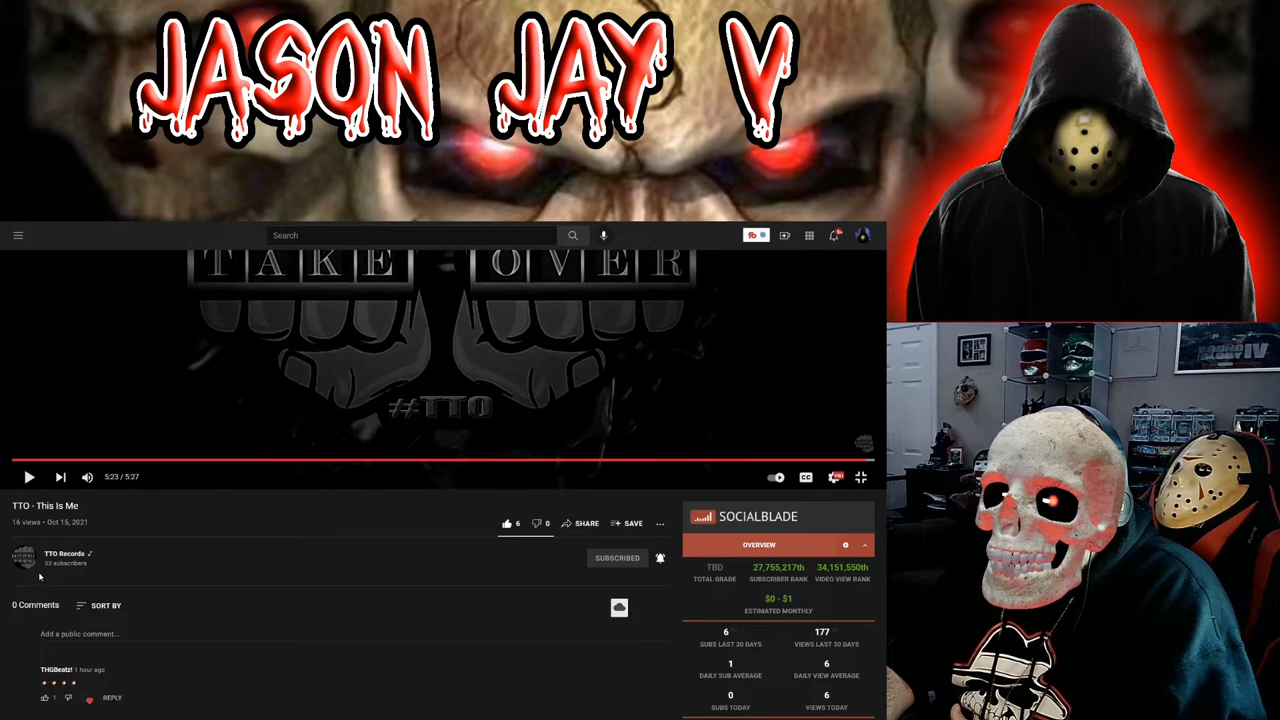 JASON JAY V
Search
9+
TAKE OVER
#TTO
5:23 / 5:27
CC
HD
TTO - This Is Me
16 views • Oct 15, 2021
6
0
SHARE
SAVE
TTO Records
53 subscribers
SUBSCRIBED
0 Comments
SORT BY
Add a public comment...
THGBeatz! 1 hour ago
1
REPLY
SOCIALBLADE
OVERVIEW
TBD
TOTAL GRADE
27,755,217th
SUBSCRIBER RANK
34,151,550th
VIDEO VIEW RANK
$0 - $1
ESTIMATED MONTHLY
6
SUBS LAST 30 DAYS
177
VIEWS LAST 30 DAYS
1
DAILY SUB AVERAGE
6
DAILY VIEW AVERAGE
0
SUBS TODAY
6
VIEWS TODAY